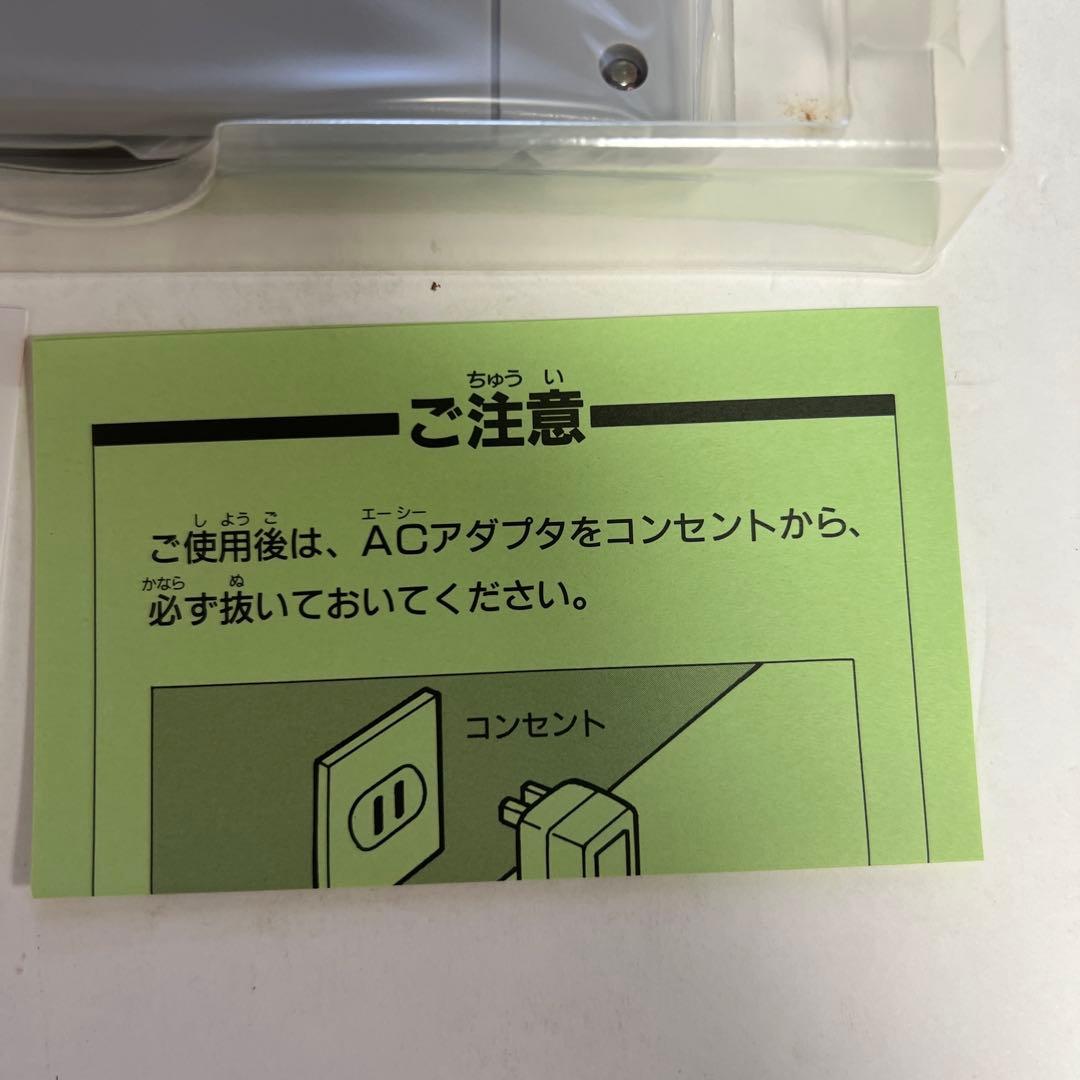 ちゅう い
ご注意
し よう ご エーシー
ご使用後は、ACアダプタをコンセントから、
かなら ぬ
必ず抜いておいてください。
コンセント